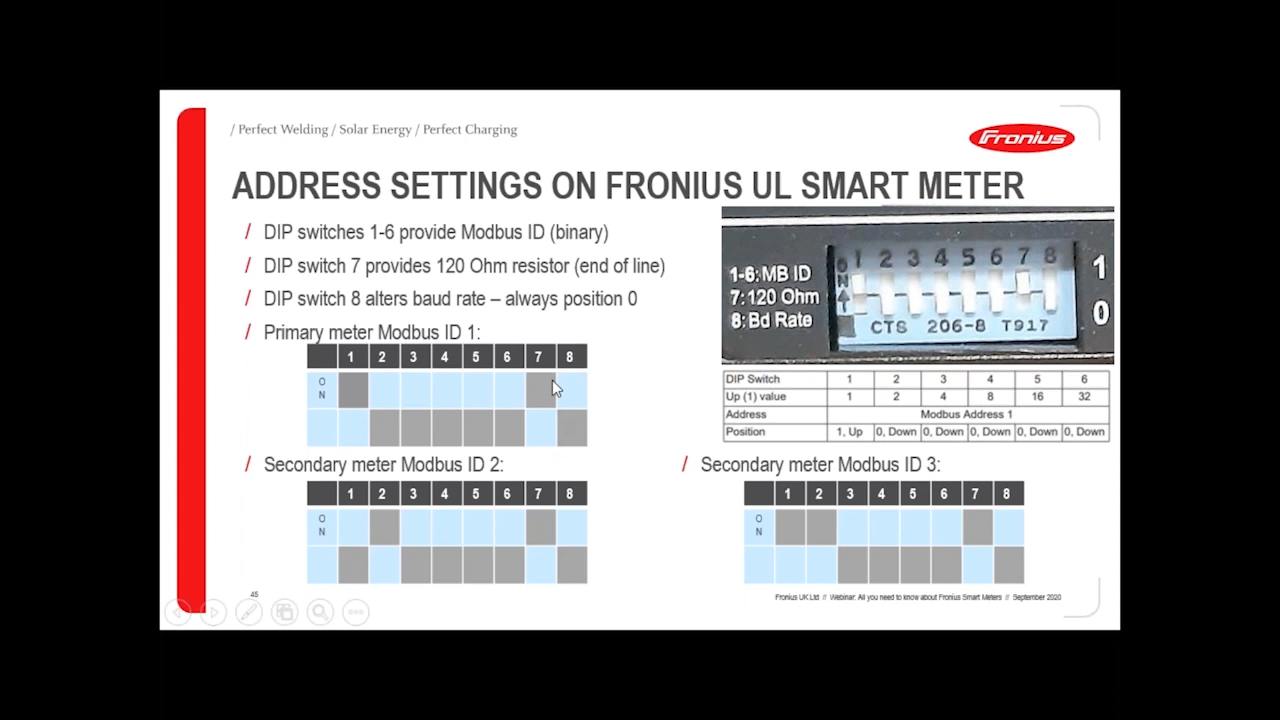 / Perfect Welding / Solar Energy / Perfect Charging
Fronius
ADDRESS SETTINGS ON FRONIUS UL SMART METER
/ DIP switches 1-6 provide Modbus ID (binary)
/ DIP switch 7 provides 120 Ohm resistor (end of line)
/ DIP switch 8 alters baud rate – always position 0
/ Primary meter Modbus ID 1:
1 2 3 4 5 6 7 8
ON
1-6: MB ID
7: 120 Ohm
8: Bd Rate
ON
1 2 3 4 5 6 7 8
CTS 206-8 T917
1
0
DIP Switch 1 2 3 4 5 6
Up (1) value 1 2 4 8 16 32
Address Modbus Address 1
Position 1, Up 0, Down 0, Down 0, Down 0, Down 0, Down
/ Secondary meter Modbus ID 2:
1 2 3 4 5 6 7 8
ON
/ Secondary meter Modbus ID 3:
1 2 3 4 5 6 7 8
ON
45
Fronius UK Ltd // Webinar: All you need to know about Fronius Smart Meters // September 2020